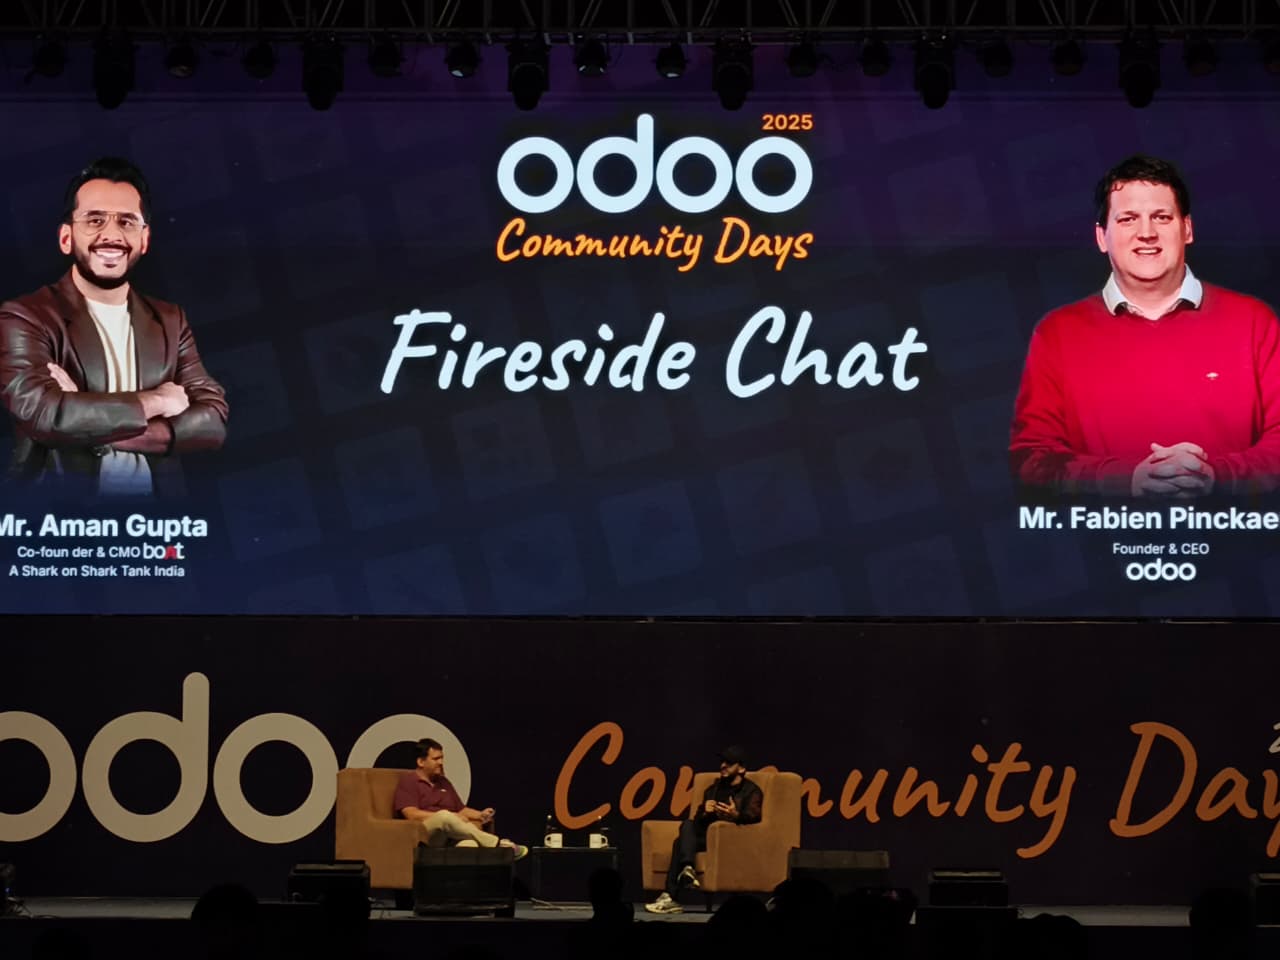 2025
odoo
Community Days
Fireside Chat
Mr. Aman Gupta
Co-foun der & CMO boAt
A Shark on Shark Tank India
Mr. Fabien Pinckae
Founder & CEO
odoo
odoo Community Day